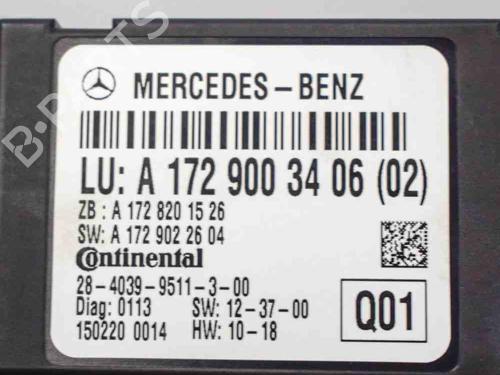 MERCEDES-BENZ
LU: A 172 900 34 06 (02)
ZB : A 172 820 15 26
SW: A 172 902 26 04
Continental
28-4039-9511-3-00
Diag: 0113 SW: 12-37-00
150220 0014 HW: 10-18
Q01
B-PARTS